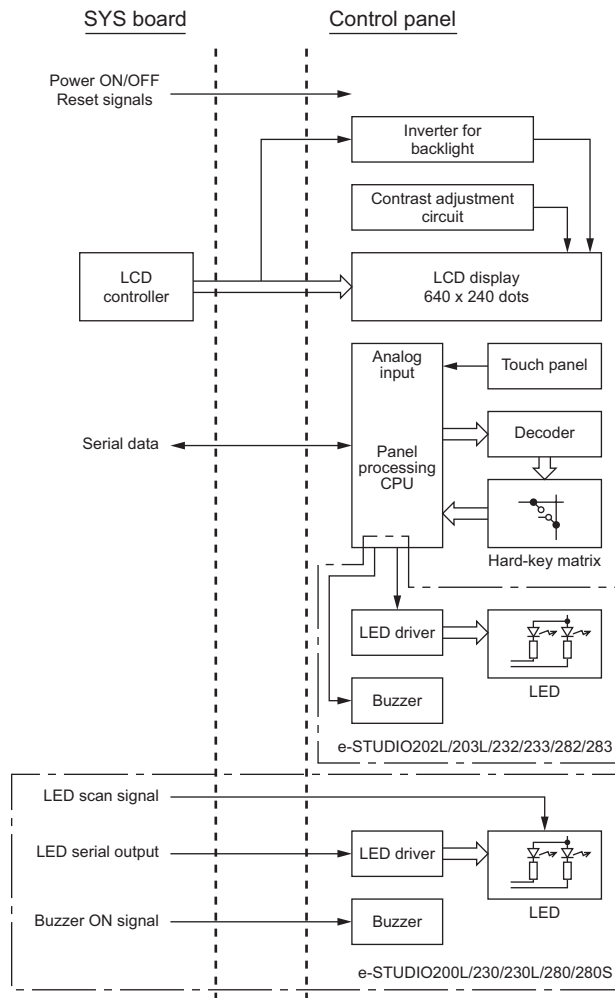 SYS board
Control panel
Power ON/OFF
Reset signals
Inverter for
backlight
Contrast adjustment
circuit
LCD
controller
LCD display
640 x 240 dots
Analog
input
Touch panel
Serial data
Panel
processing
CPU
Decoder
Hard-key matrix
LED driver
LED
Buzzer
e-STUDIO202L/203L/232/233/282/283
LED scan signal
LED serial output
LED driver
LED
Buzzer ON signal
Buzzer
e-STUDIO200L/230/230L/280/280S